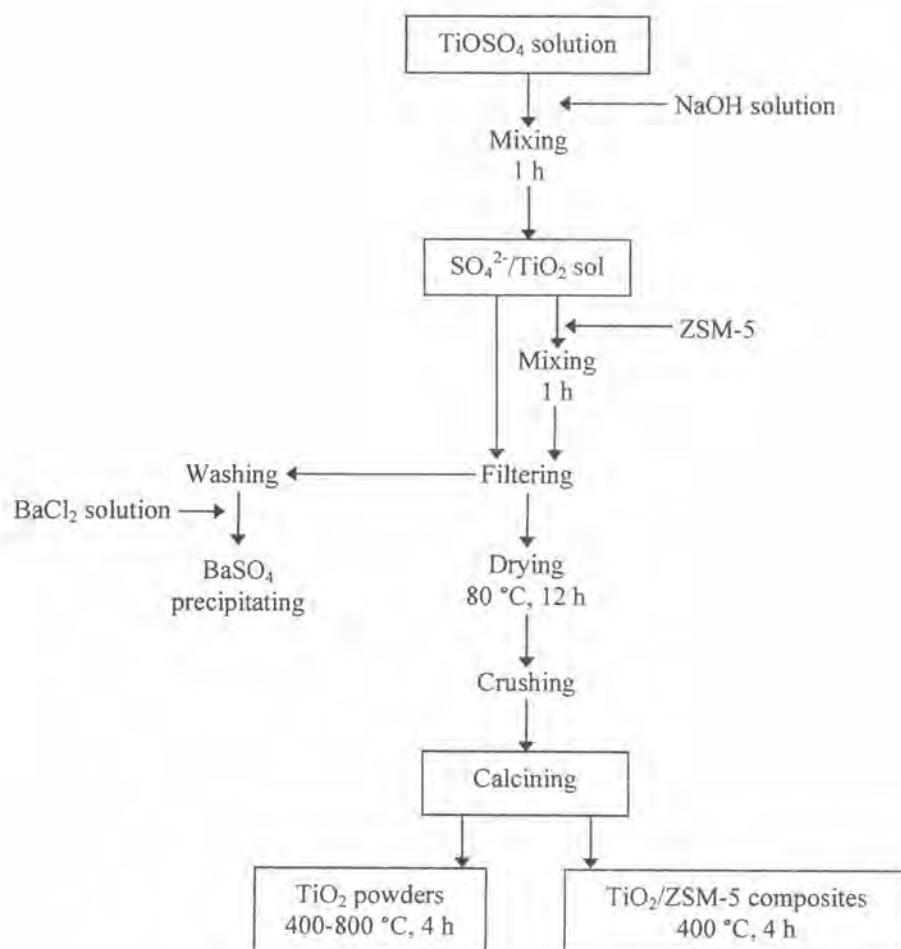 TiOSO₄ solution
NaOH solution
Mixing
1 h
SO₄²⁻/TiO₂ sol
ZSM-5
Mixing
1 h
Washing
Filtering
BaCl₂ solution
BaSO₄
precipitating
Drying
80 °C, 12 h
Crushing
Calcining
TiO₂ powders
400-800 °C, 4 h
TiO₂/ZSM-5 composites
400 °C, 4 h